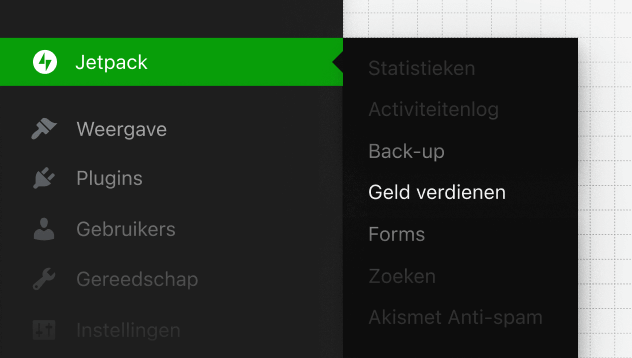 Jetpack
Weergave
Plugins
Gebruikers
Gereedschap
Instellingen
Statistieken
Activiteitenlog
Back-up
Geld verdienen
Forms
Zoeken
Akismet Anti-spam